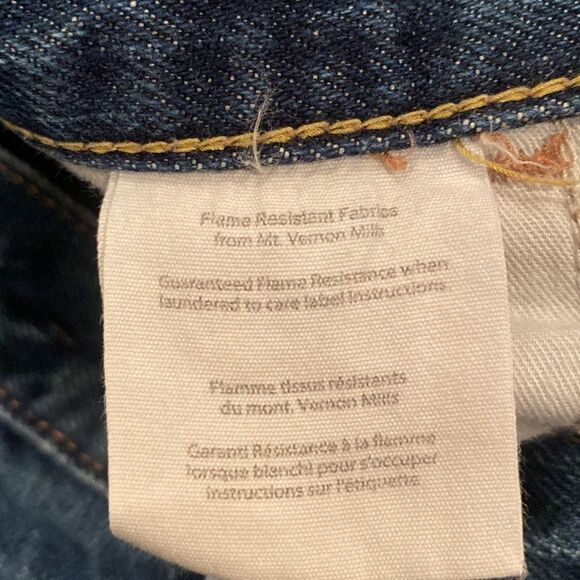 Flame Resistant Fabrics
from Mt. Vernon Mills
Guaranteed Flame Resistance when
laundered to care label instructions
Flamme tissus résistants
du mont. Vernon Mills
Garanti Résistance à la flamme
lorsque blanchi pour s'occuper
instructions sur l'étiquette